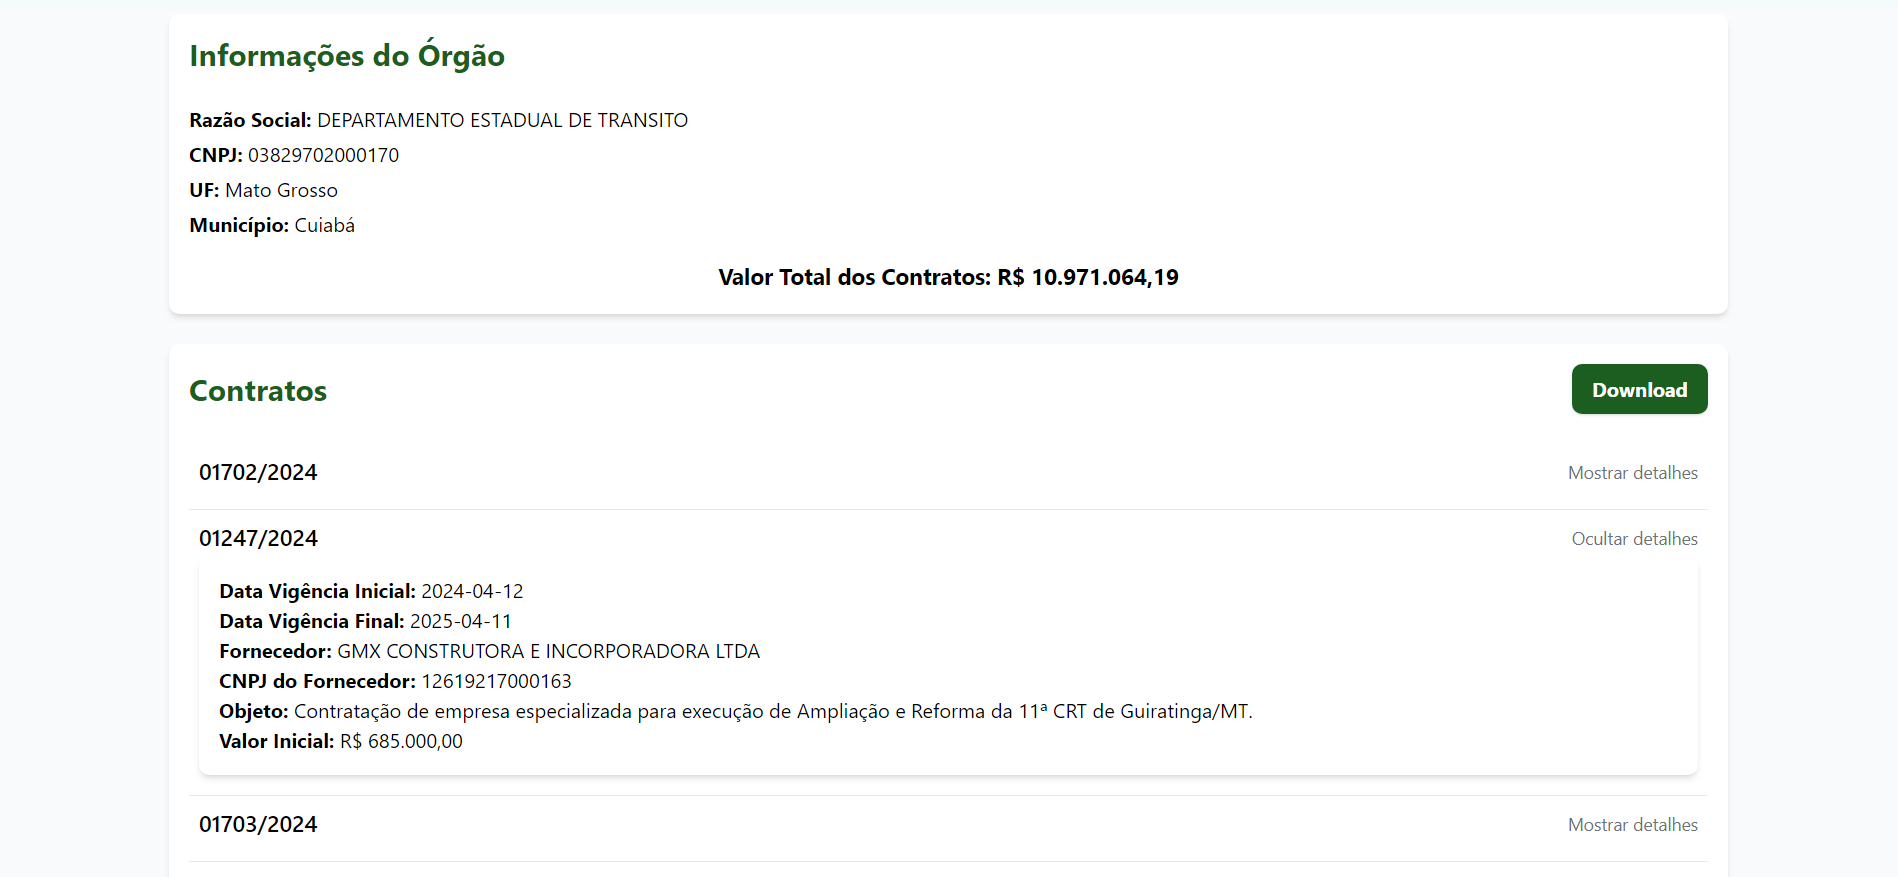 Informações do Órgão
Razão Social: DEPARTAMENTO ESTADUAL DE TRANSITO
CNPJ: 03829702000170
UF: Mato Grosso
Município: Cuiabá
Valor Total dos Contratos: R$ 10.971.064,19
Contratos
Download
01702/2024
Mostrar detalhes
01247/2024
Ocultar detalhes
Data Vigência Inicial: 2024-04-12
Data Vigência Final: 2025-04-11
Fornecedor: GMX CONSTRUTORA E INCORPORADORA LTDA
CNPJ do Fornecedor: 12619217000163
Objeto: Contratação de empresa especializada para execução de Ampliação e Reforma da 11ª CRT de Guiratinga/MT.
Valor Inicial: R$ 685.000,00
01703/2024
Mostrar detalhes